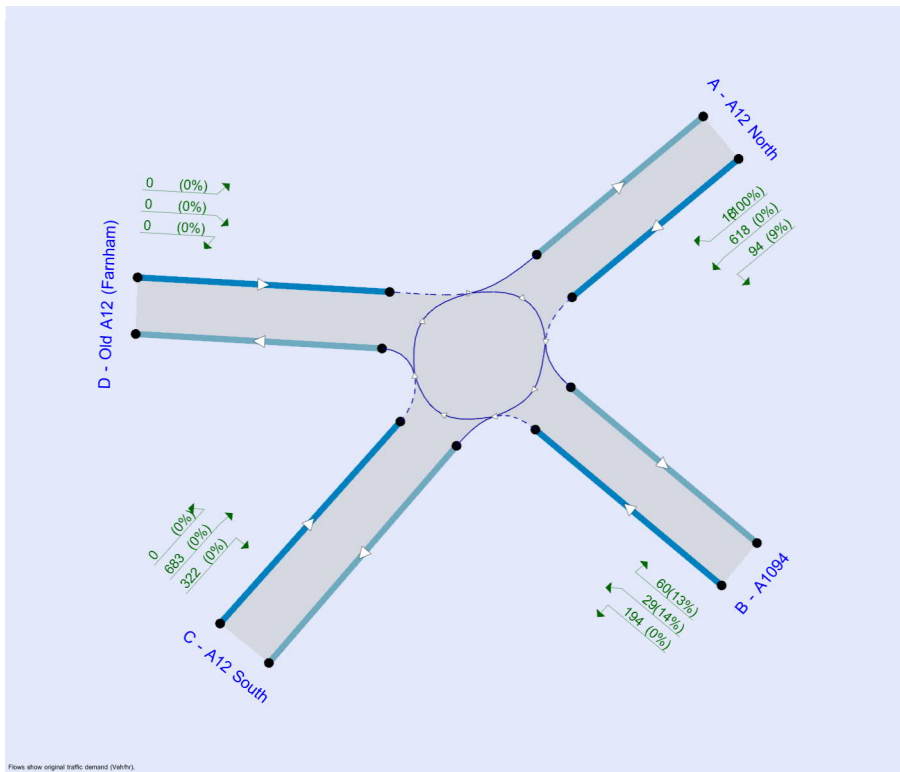 A - A12 North
0 (0%)
0 (0%)
0 (0%)
(100%)
618 (0%)
94 (9%)
D - Old A12 (Farnham)
0 (0%)
683 (0%)
322 (0%)
60(13%)
29(14%)
194 (0%)
B - A1094
C - A12 South
Flows show original traffic demand (Veh/hr).